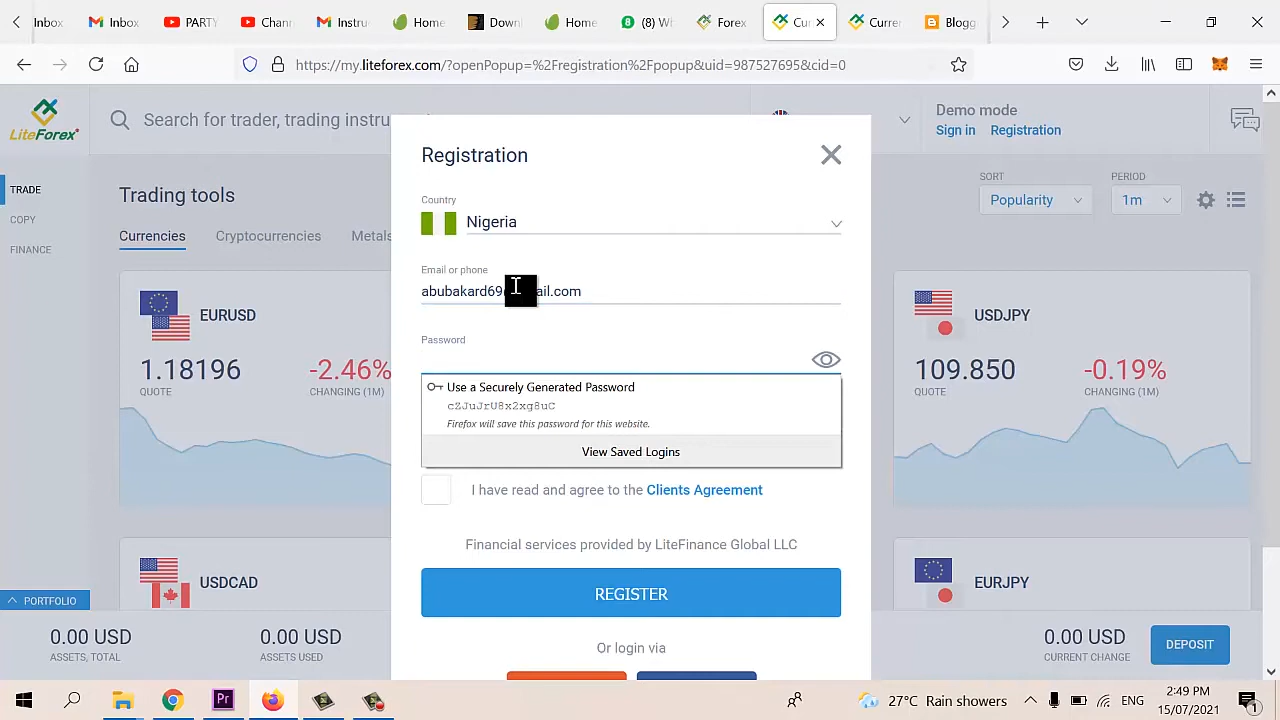 Inbox
Inbox
PARTY
Chann
Instruc
Home
Down
Home
(8) W
Forex
Cur
Currer
Blogg
https://my.liteforex.com/?openPopup=%2Fregistration%2Fpopup&uid=987527695&cid=0
LiteForex
Search for trader, trading instru
Demo mode
Sign in Registration
TRADE
COPY
FINANCE
Trading tools
SORT
Popularity
PERIOD
1m
Currencies Cryptocurrencies Metals
Registration
Country
Nigeria
Email or phone
abubakard69 ail.com
Password
Use a Securely Generated Password
cZJuJrU8x2xg8uC
Firefox will save this password for this website.
View Saved Logins
I have read and agree to the Clients Agreement
Financial services provided by LiteFinance Global LLC
REGISTER
Or login via
EURUSD
1.18196 -2.46%
QUOTE CHANGING (1M)
USDJPY
109.850 -0.19%
QUOTE CHANGING (1M)
USDCAD
EURJPY
PORTFOLIO
0.00 USD
ASSETS, TOTAL
0.00 USD
ASSETS USED
0.00 USD
CURRENT CHANGE
DEPOSIT
Pr
27°C Rain showers
ENG
2:49 PM
15/07/2021
1